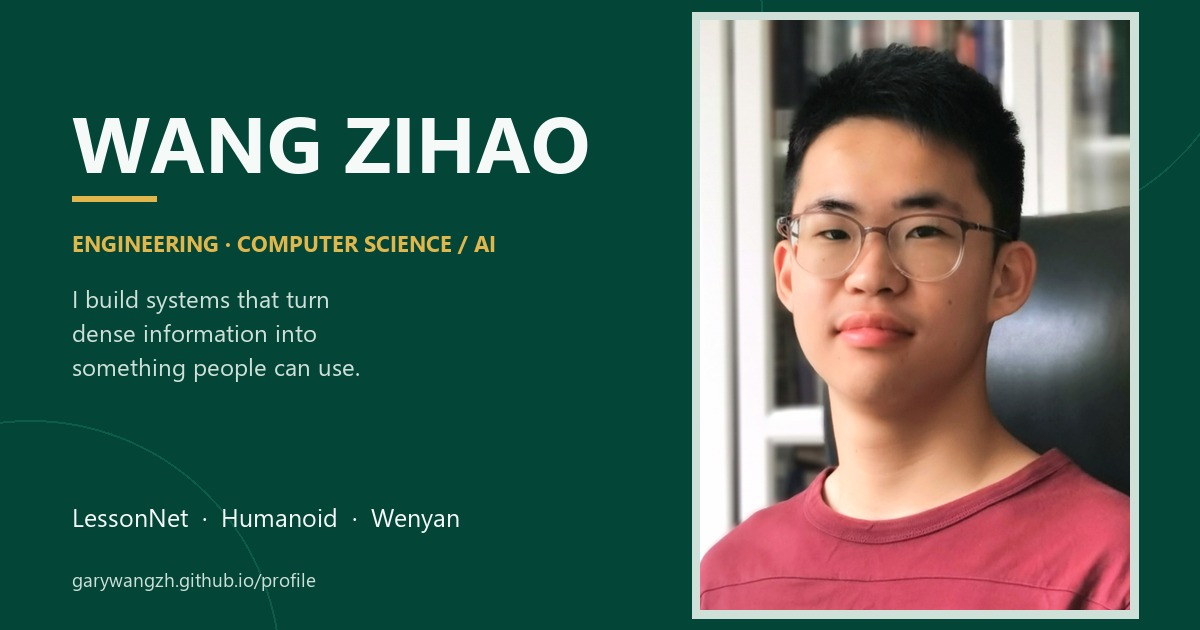 WANG ZIHAO
ENGINEERING · COMPUTER SCIENCE / AI
I build systems that turn
dense information into
something people can use.
LessonNet · Humanoid · Wenyan
garywangzh.github.io/profile